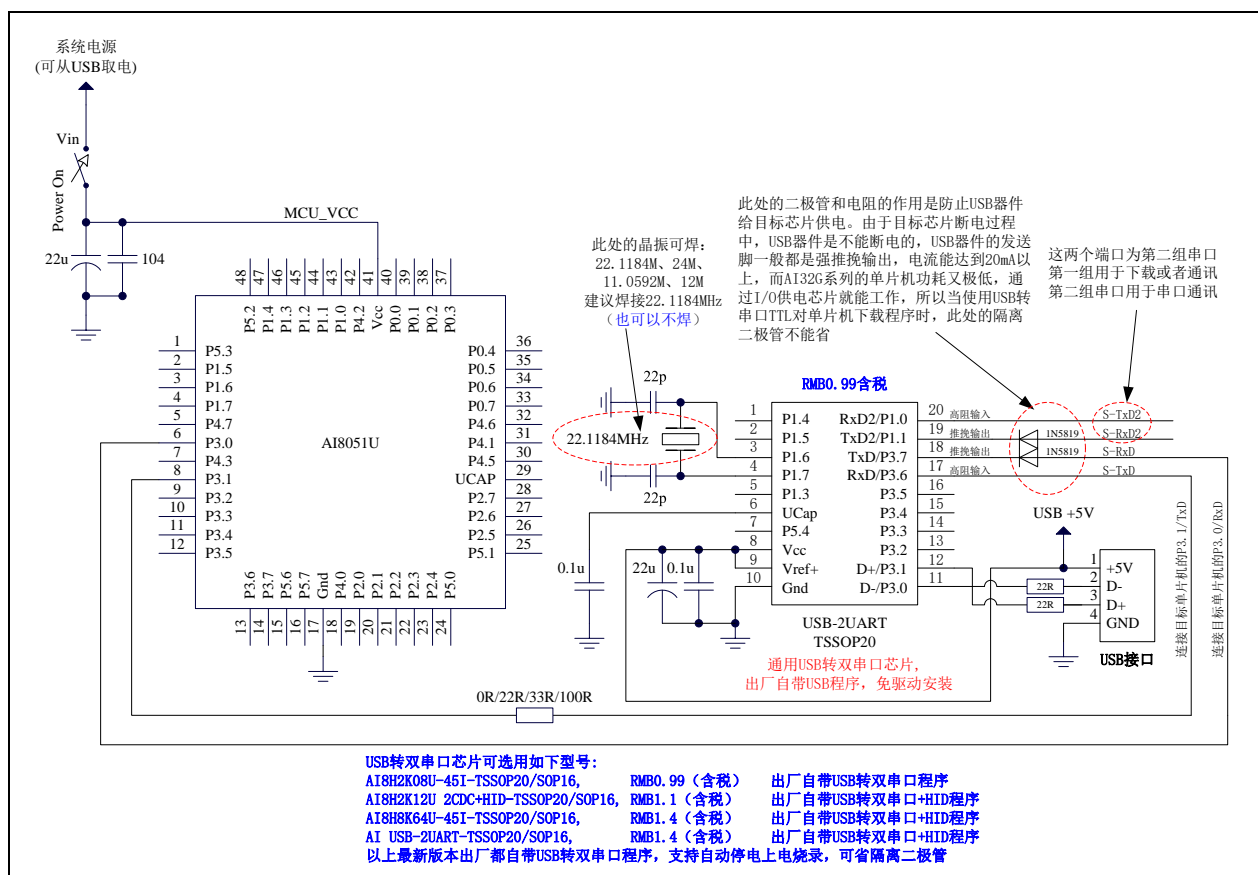 系统电源
(可从USB取电)
Vin
Power On
MCU_VCC
22u
104
48
47
46
45
44
43
42
41
40
39
38
37
P5.2
P1.4
P1.3
P1.2
P1.1
P1.0
P4.2
Vcc
P0.0
P0.1
P0.2
P0.3
1 P5.3
2 P1.5
3 P1.6
4 P1.7
5 P4.7
6 P3.0
7 P4.3
8 P3.1
9 P3.2
10 P3.3
11 P3.4
12 P3.5
AI8051U
P0.4 36
P0.5 35
P0.6 34
P0.7 33
P4.6 32
P4.1 31
P4.5 30
UCAP 29
P2.7 28
P2.6 27
P2.5 26
P5.1 25
P3.6
P3.7
P5.6
P5.7
Gnd
P4.0
P2.0
P2.1
P2.2
P2.3
P2.4
P5.0
13
14
15
16
17
18
19
20
21
22
23
24
此处的晶振可焊：
22.1184M、24M、
11.0592M、12M
建议焊接22.1184MHz
（也可以不焊）
22p
22.1184MHz
22p
此处的二极管和电阻的作用是防止USB器件
给目标芯片供电。由于目标芯片断电过程
中，USB器件是不能断电的，USB器件的发送
脚一般都是强推挽输出，电流能达到20mA以
上，而AI32G系列的单片机功耗又极低，通
过I/O供电芯片就能工作，所以当使用USB转
串口TTL对单片机下载程序时，此处的隔离
二极管不能省
这两个端口为第二组串口
第一组用于下载或者通讯
第二组串口用于串口通讯
RMB0.99含税
1 P1.4
2 P1.5
3 P1.6
4 P1.7
5 P1.3
6 UCap
7 P5.4
8 Vcc
9 Vref+
10 Gnd
RxD2/P1.0 20 高阻输入 S-TxD2
TxD2/P1.1 19 推挽输出 1N5819 S-RxD2
TxD/P3.7 18 推挽输出 1N5819 S-RxD
RxD/P3.6 17 高阻输入 S-TxD
P3.5 16
P3.4 15
P3.3 14
P3.2 13
D+/P3.1 12
D-/P3.0 11
USB-2UART
TSSOP20
通用USB转双串口芯片,
出厂自带USB程序，免驱动安装
0.1u
22u
0.1u
USB +5V
22R
22R
1 +5V
2 D-
3 D+
4 GND
USB接口
连接目标单片机的P3.1/TxD
连接目标单片机的P3.0/RxD
0R/22R/33R/100R
USB转双串口芯片可选用如下型号:
AI8H2K08U-45I-TSSOP20/SOP16, RMB0.99（含税） 出厂自带USB转双串口程序
AI8H2K12U 2CDC+HID-TSSOP20/SOP16, RMB1.1（含税） 出厂自带USB转双串口+HID程序
AI8H8K64U-45I-TSSOP20/SOP16, RMB1.4（含税） 出厂自带USB转双串口+HID程序
AI USB-2UART-TSSOP20/SOP16, RMB1.4（含税） 出厂自带USB转双串口+HID程序
以上最新版本出厂都自带USB转双串口程序，支持自动停电上电烧录，可省隔离二极管